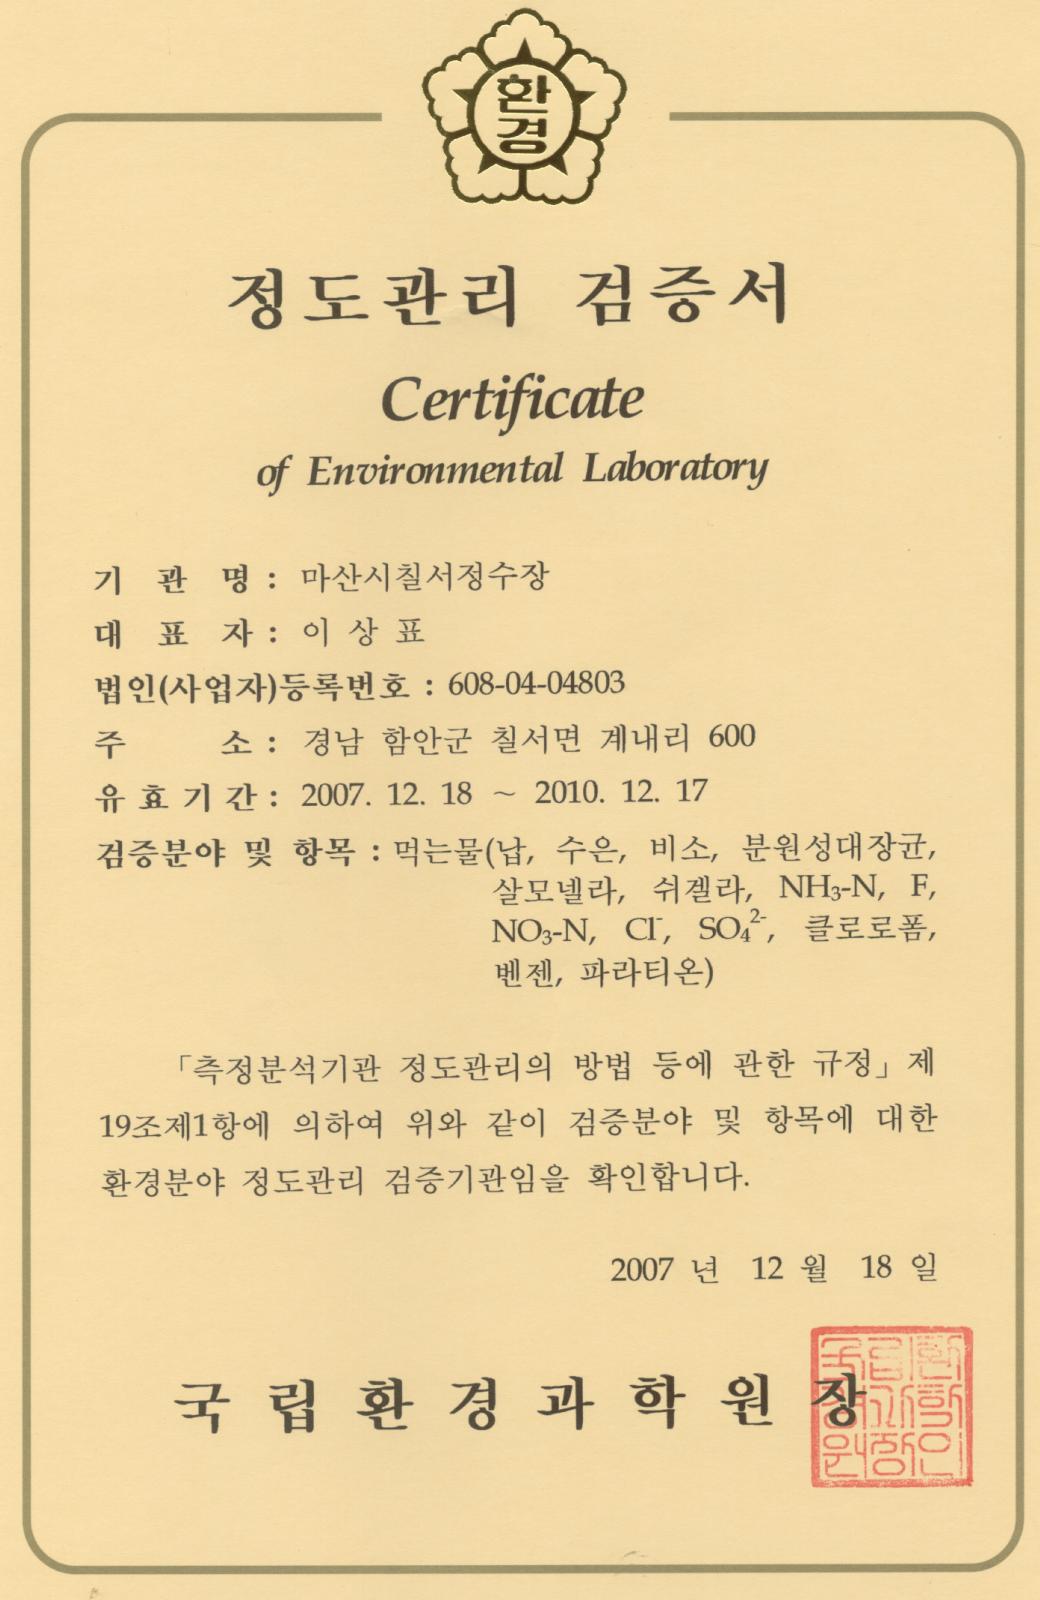 환경
정도관리 검증서
Certificate
of Environmental Laboratory
기 관 명 : 마산시칠서정수장
대 표 자 : 이 상 표
법인(사업자)등록번호 : 608-04-04803
주 소 : 경남 함안군 칠서면 계내리 600
유효기간 : 2007. 12. 18 ~ 2010. 12. 17
검증분야 및 항목 : 먹는물(납, 수은, 비소, 분원성대장균,
살모넬라, 쉬겔라, NH₃-N, F,
NO₃-N, Cl⁻, SO₄²⁻, 클로로폼,
벤젠, 파라티온)
「측정분석기관 정도관리의 방법 등에 관한 규정」제
19조제1항에 의하여 위와 같이 검증분야 및 항목에 대한
환경분야 정도관리 검증기관임을 확인합니다.
2007 년 12 월 18 일
국립환경과학원장